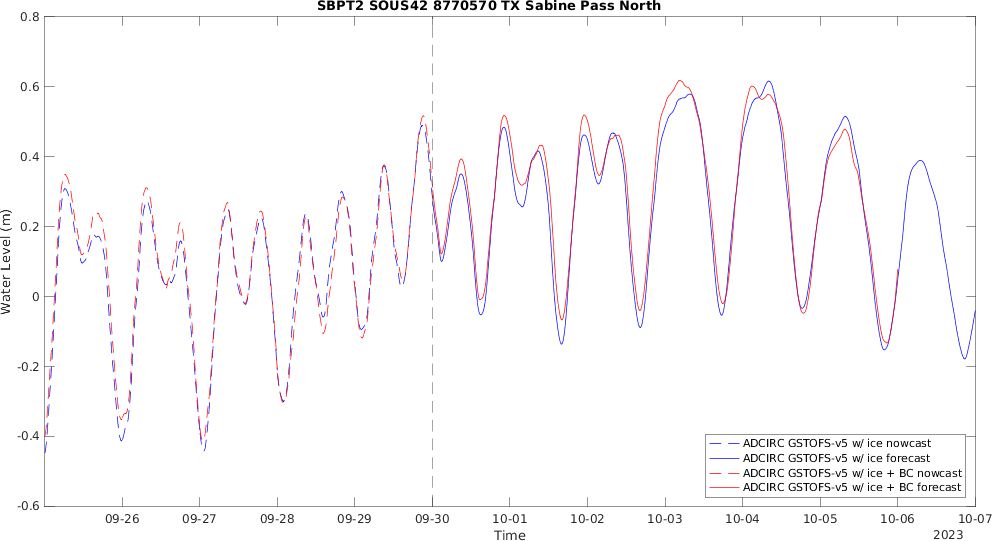 SBPT2 SOUS42 8770570 TX Sabine Pass North
0.8
0.6
0.4
0.2
0
-0.2
-0.4
-0.6
Water Level (m)
09-26 09-27 09-28 09-29 09-30 10-01 10-02 10-03 10-04 10-05 10-06 10-07
Time
2023
ADCIRC GSTOFS-v5 w/ ice nowcast
ADCIRC GSTOFS-v5 w/ ice forecast
ADCIRC GSTOFS-v5 w/ ice + BC nowcast
ADCIRC GSTOFS-v5 w/ ice + BC forecast